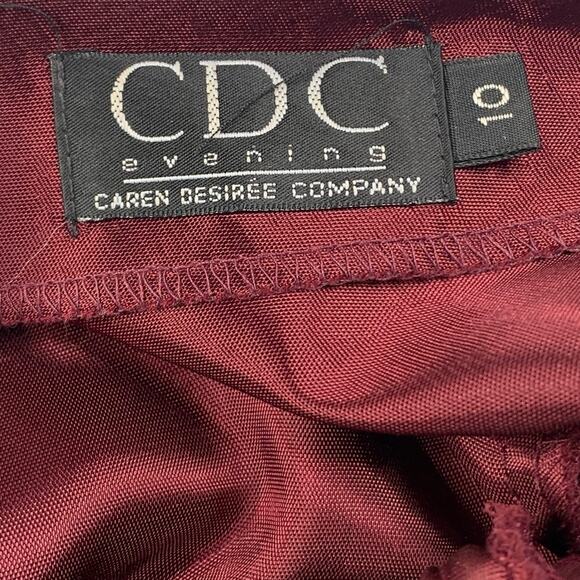 CDC
evening
CAREN DESIRÉE COMPANY
10